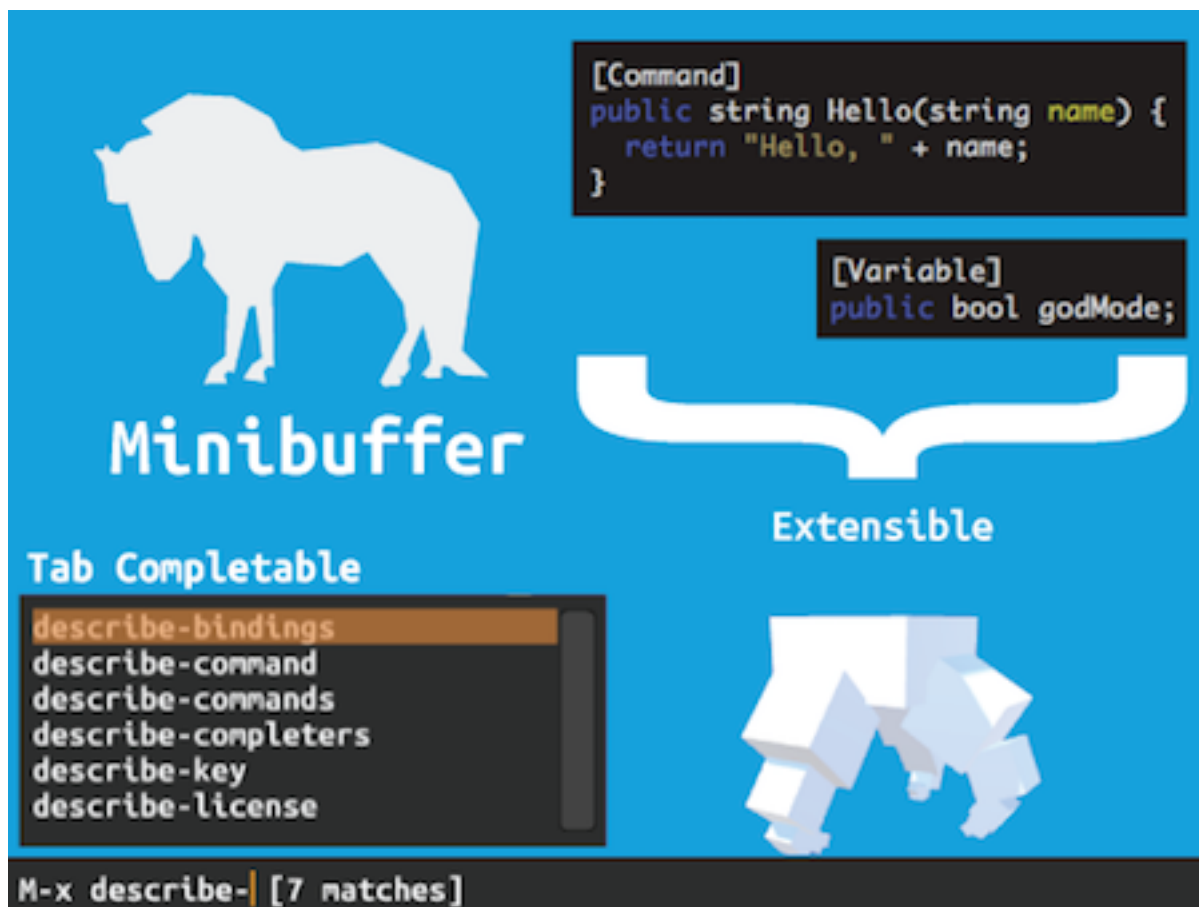 [Command]
public string Hello(string name) {
  return "Hello, " + name;
}
[Variable]
public bool godMode;
Minibuffer
Extensible
Tab Completable
describe-bindings
describe-command
describe-commands
describe-completers
describe-key
describe-license
M-x describe- [7 matches]